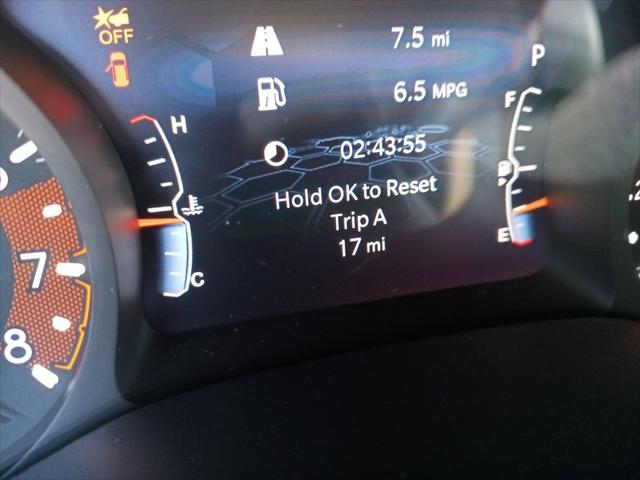 OFF
7.5 mi
P
6.5 MPG
H
F
02:43:55
Hold OK to Reset
Trip A
17 mi
E
C
7
8